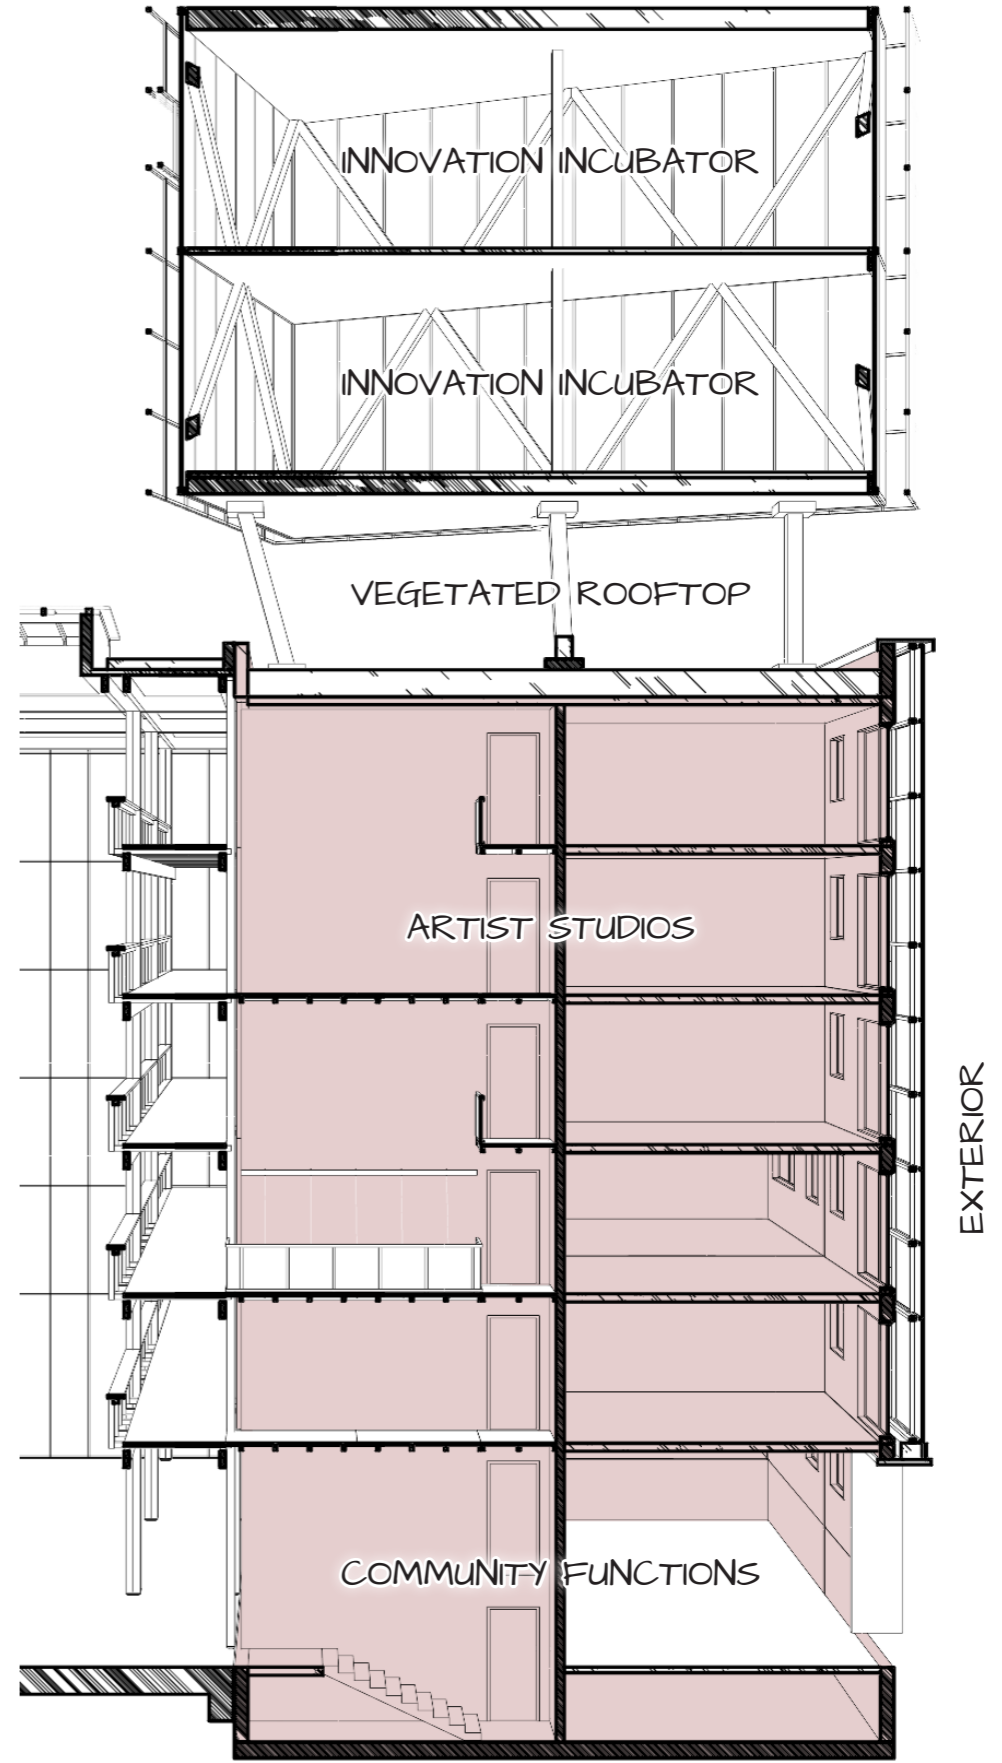 INNOVATION INCUBATOR
INNOVATION INCUBATOR
VEGETATED ROOFTOP
ARTIST STUDIOS
EXTERIOR
COMMUNITY FUNCTIONS